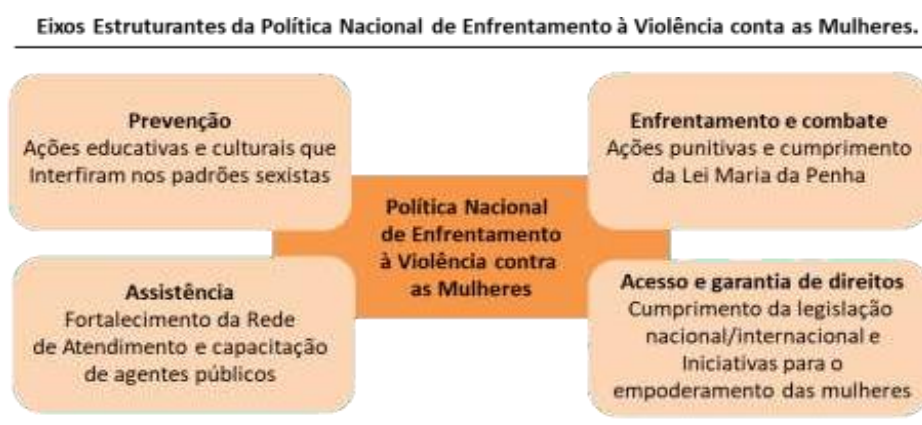 Eixos Estruturantes da Política Nacional de Enfrentamento à Violência conta as Mulheres.
Prevenção
Ações educativas e culturais que
Interfiram nos padrões sexistas
Enfrentamento e combate
Ações punitivas e cumprimento
da Lei Maria da Penha
Política Nacional
de Enfrentamento
à Violência contra
as Mulheres
Assistência
Fortalecimento da Rede
de Atendimento e capacitação
de agentes públicos
Acesso e garantia de direitos
Cumprimento da legislação
nacional/internacional e
Iniciativas para o
empoderamento das mulheres